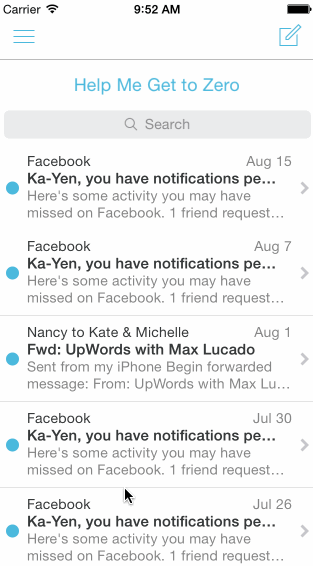 Carrier 9:52 AM
Help Me Get to Zero
Search
Facebook Aug 15
Ka-Yen, you have notifications pe...
Here's some activity you may have
missed on Facebook. 1 friend request...
Facebook Aug 7
Ka-Yen, you have notifications pe...
Here's some activity you may have
missed on Facebook. 1 friend request...
Nancy to Kate & Michelle Aug 1
Fwd: UpWords with Max Lucado
Sent from my iPhone Begin forwarded
message: From: UpWords with Max Lu...
Facebook Jul 30
Ka-Yen, you have notifications pe...
Here's some activity you may have
missed on Facebook. 1 friend request...
Facebook Jul 26
Ka-Yen, you have notifications pe...
Here's some activity you may have
missed on Facebook. 1 friend request...